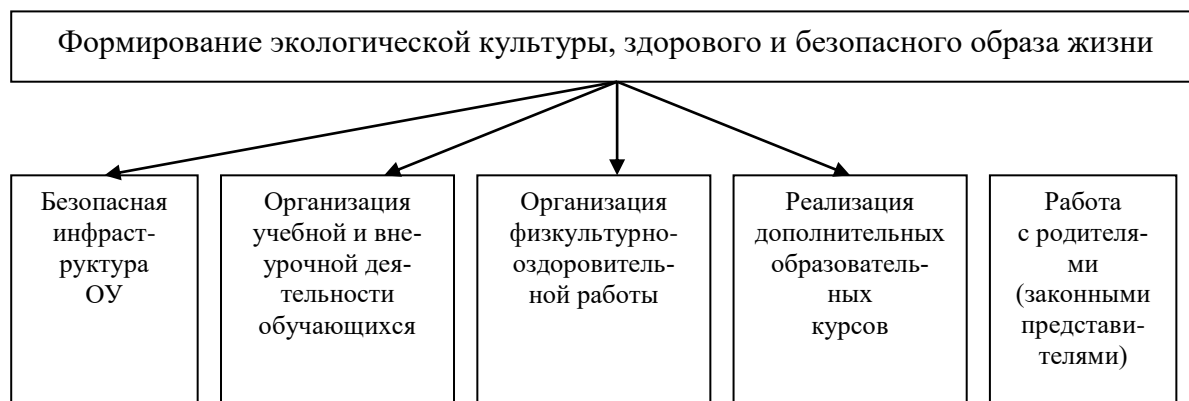 Формирование экологической культуры, здорового и безопасного образа жизни
Безопасная
инфраст-
руктура
ОУ
Организация
учебной и вне-
урочной дея-
тельности
обучающихся
Организация
физкультурно-
оздоровитель-
ной работы
Реализация
дополнительных
образователь-
ных
курсов
Работа
с родителя-
ми
(законными
представи-
телями)